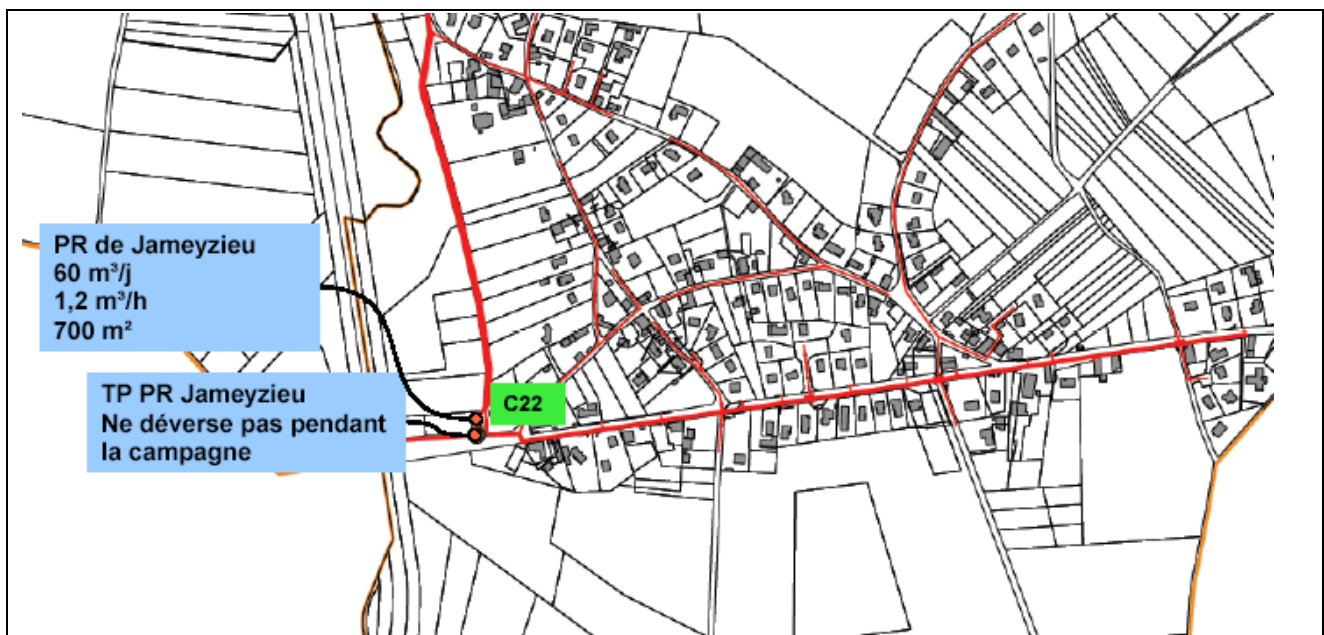 PR de Jameyzieu
60 m³/j
1,2 m³/h
700 m²
TP PR Jameyzieu
Ne déverse pas pendant
la campagne
C22